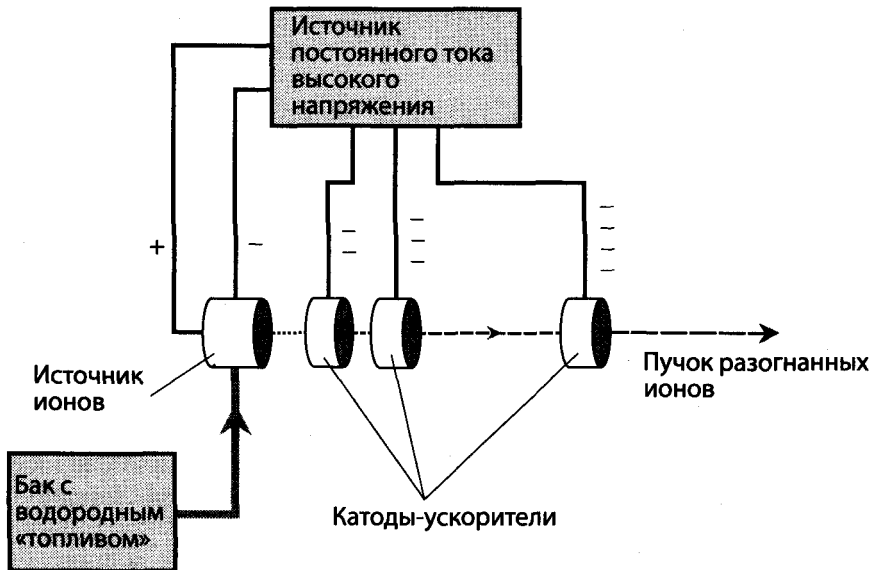 Источник
постоянного тока
высокого
напряжения
+
−
− −
− − −
− − − −
Источник
ионов
Пучок разогнанных
ионов
Бак с
водородным
«топливом»
Катоды-ускорители